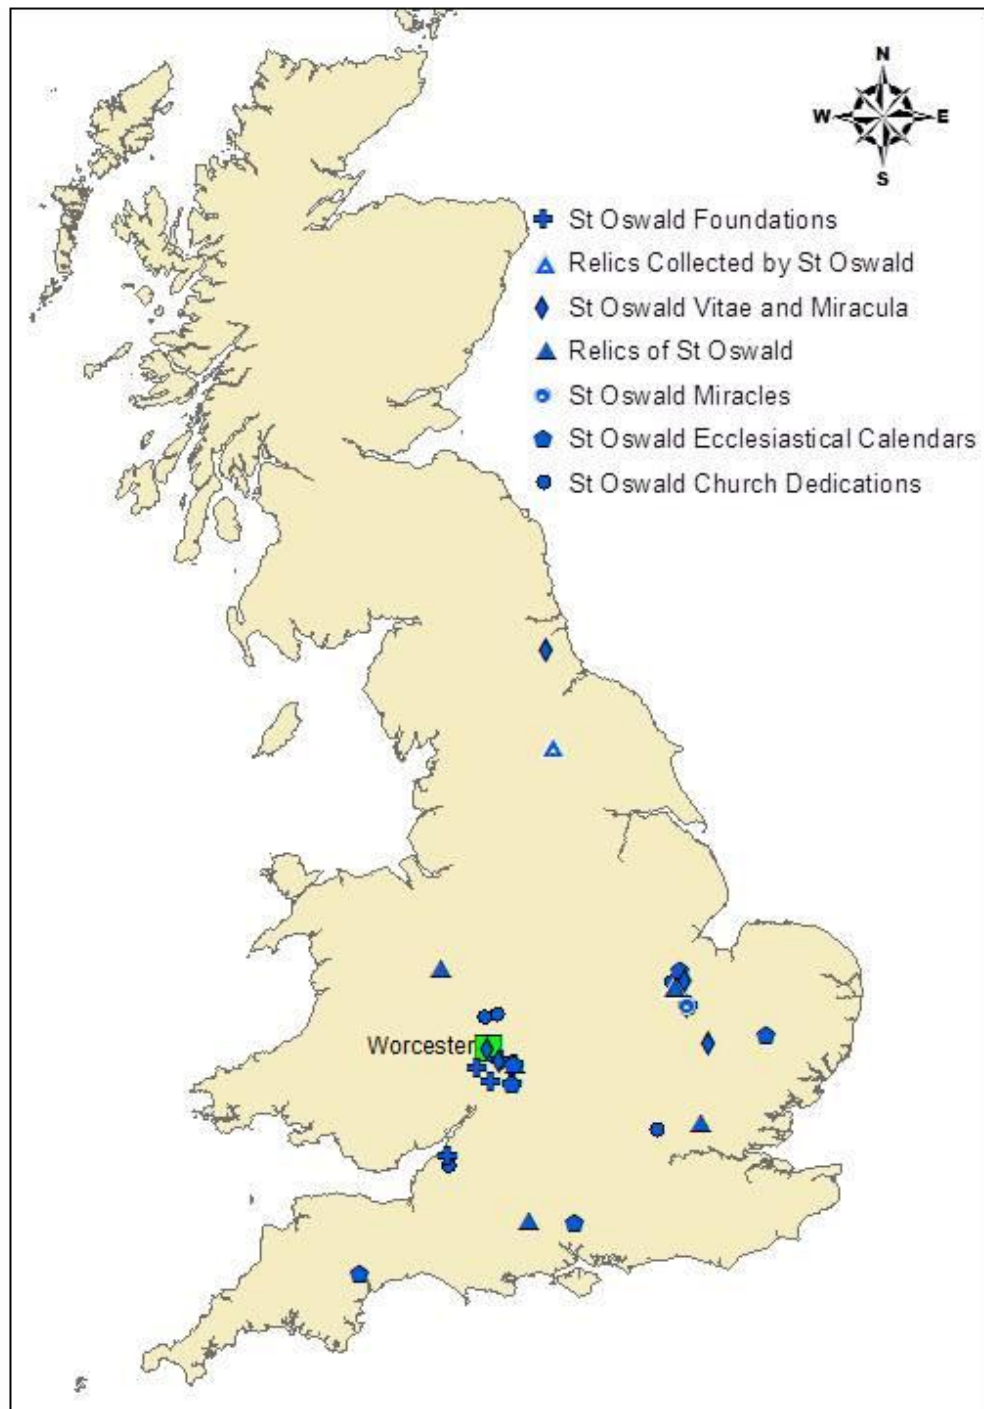 N
W E
S
St Oswald Foundations
Relics Collected by St Oswald
St Oswald Vitae and Miracula
Relics of St Oswald
St Oswald Miracles
St Oswald Ecclesiastical Calendars
St Oswald Church Dedications
Worcester